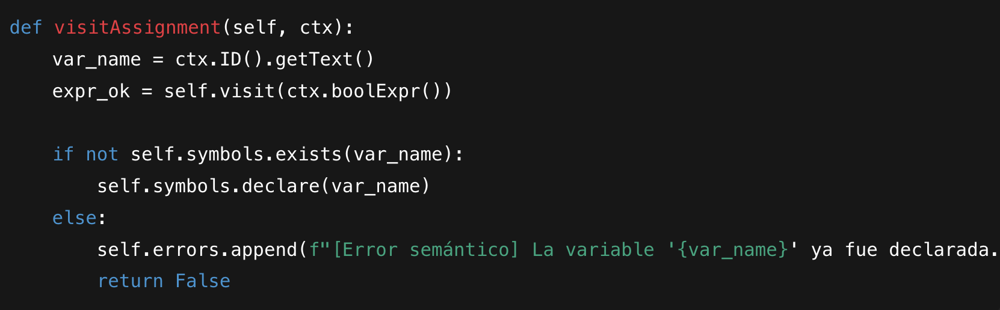 def visitAssignment(self, ctx):
    var_name = ctx.ID().getText()
    expr_ok = self.visit(ctx.boolExpr())

    if not self.symbols.exists(var_name):
        self.symbols.declare(var_name)
    else:
        self.errors.append(f"[Error semántico] La variable '{var_name}' ya fue declarada.
        return False